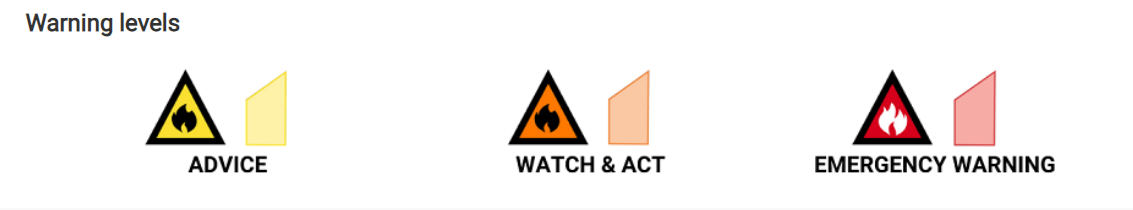 Warning levels
ADVICE
WATCH & ACT
EMERGENCY WARNING